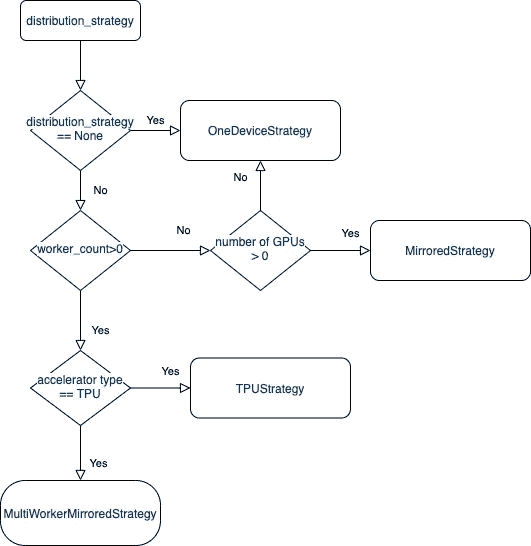 distribution_strategy
distribution_strategy
== None
Yes
OneDeviceStrategy
No
No
worker_count>0
No
number of GPUs
> 0
Yes
MirroredStrategy
Yes
accelerator type
== TPU
Yes
TPUStrategy
Yes
MultiWorkerMirroredStrategy